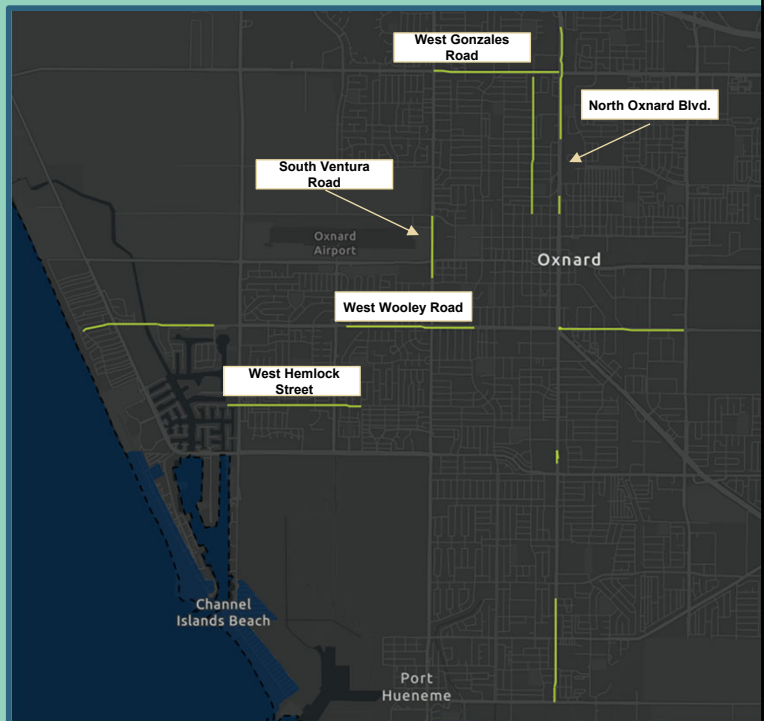 West Gonzales
Road
North Oxnard Blvd.
South Ventura
Road
Oxnard
Airport
Oxnard
West Wooley Road
West Hemlock
Street
Channel
Islands Beach
Port
Hueneme